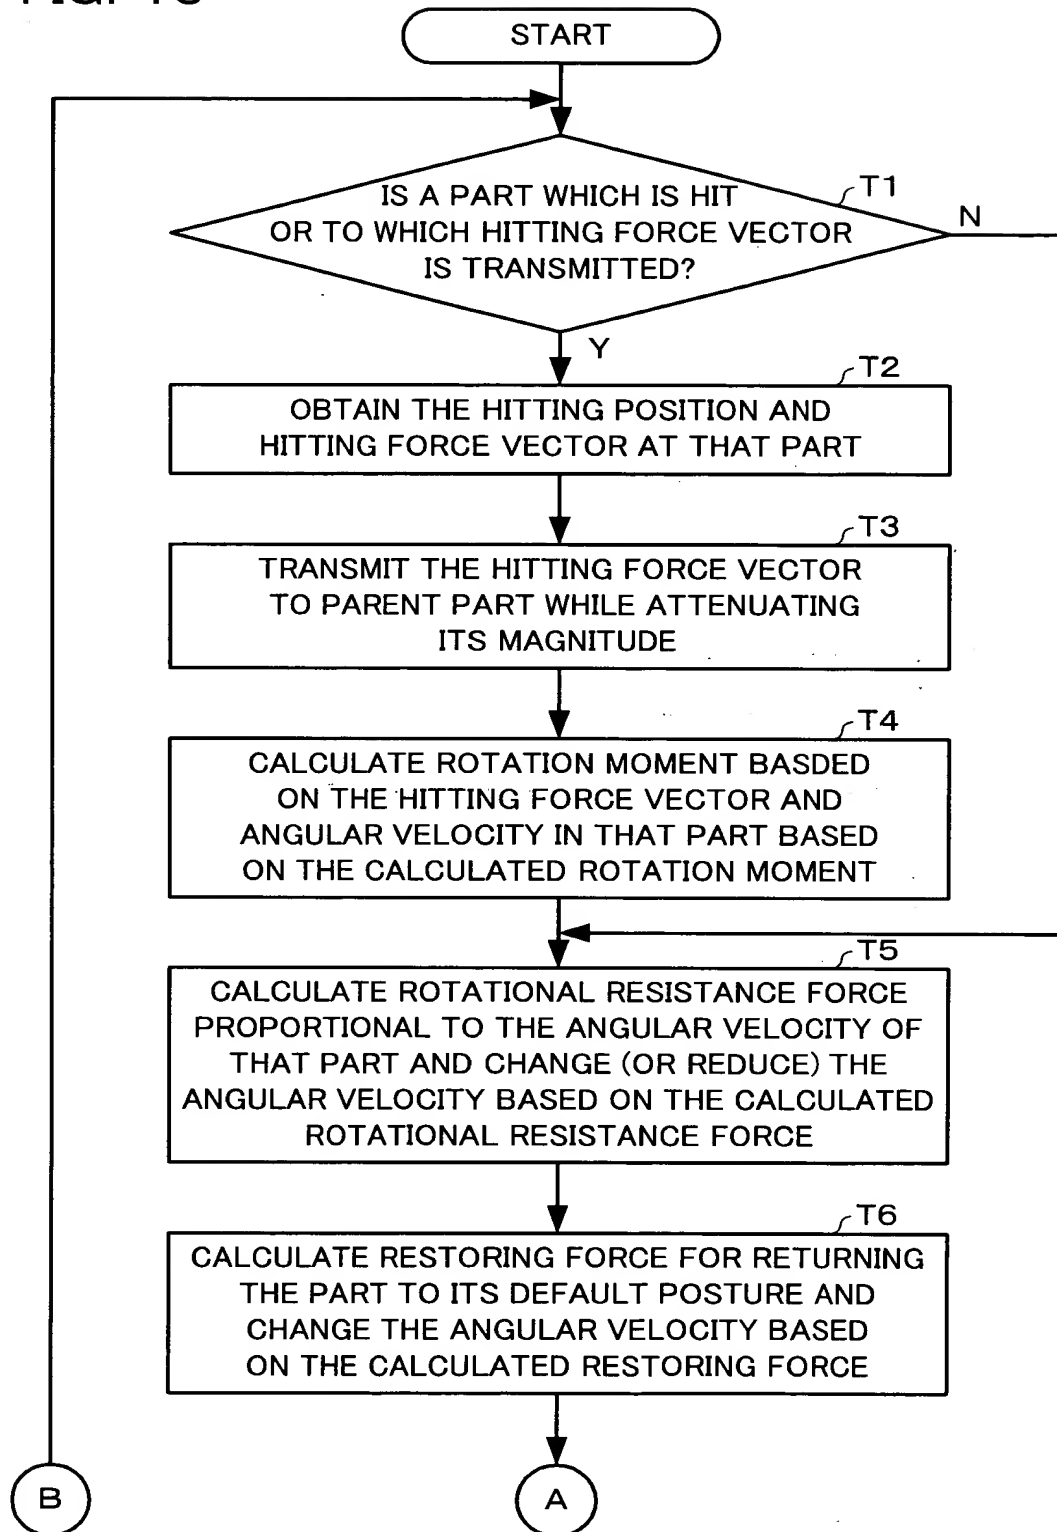 START
IS A PART WHICH IS HIT
OR TO WHICH HITTING FORCE VECTOR
IS TRANSMITTED?
T1
N
Y
T2
OBTAIN THE HITTING POSITION AND
HITTING FORCE VECTOR AT THAT PART
T3
TRANSMIT THE HITTING FORCE VECTOR
TO PARENT PART WHILE ATTENUATING
ITS MAGNITUDE
T4
CALCULATE ROTATION MOMENT BASDED
ON THE HITTING FORCE VECTOR AND
ANGULAR VELOCITY IN THAT PART BASED
ON THE CALCULATED ROTATION MOMENT
T5
CALCULATE ROTATIONAL RESISTANCE FORCE
PROPORTIONAL TO THE ANGULAR VELOCITY OF
THAT PART AND CHANGE (OR REDUCE) THE
ANGULAR VELOCITY BASED ON THE CALCULATED
ROTATIONAL RESISTANCE FORCE
T6
CALCULATE RESTORING FORCE FOR RETURNING
THE PART TO ITS DEFAULT POSTURE AND
CHANGE THE ANGULAR VELOCITY BASED
ON THE CALCULATED RESTORING FORCE
B
A